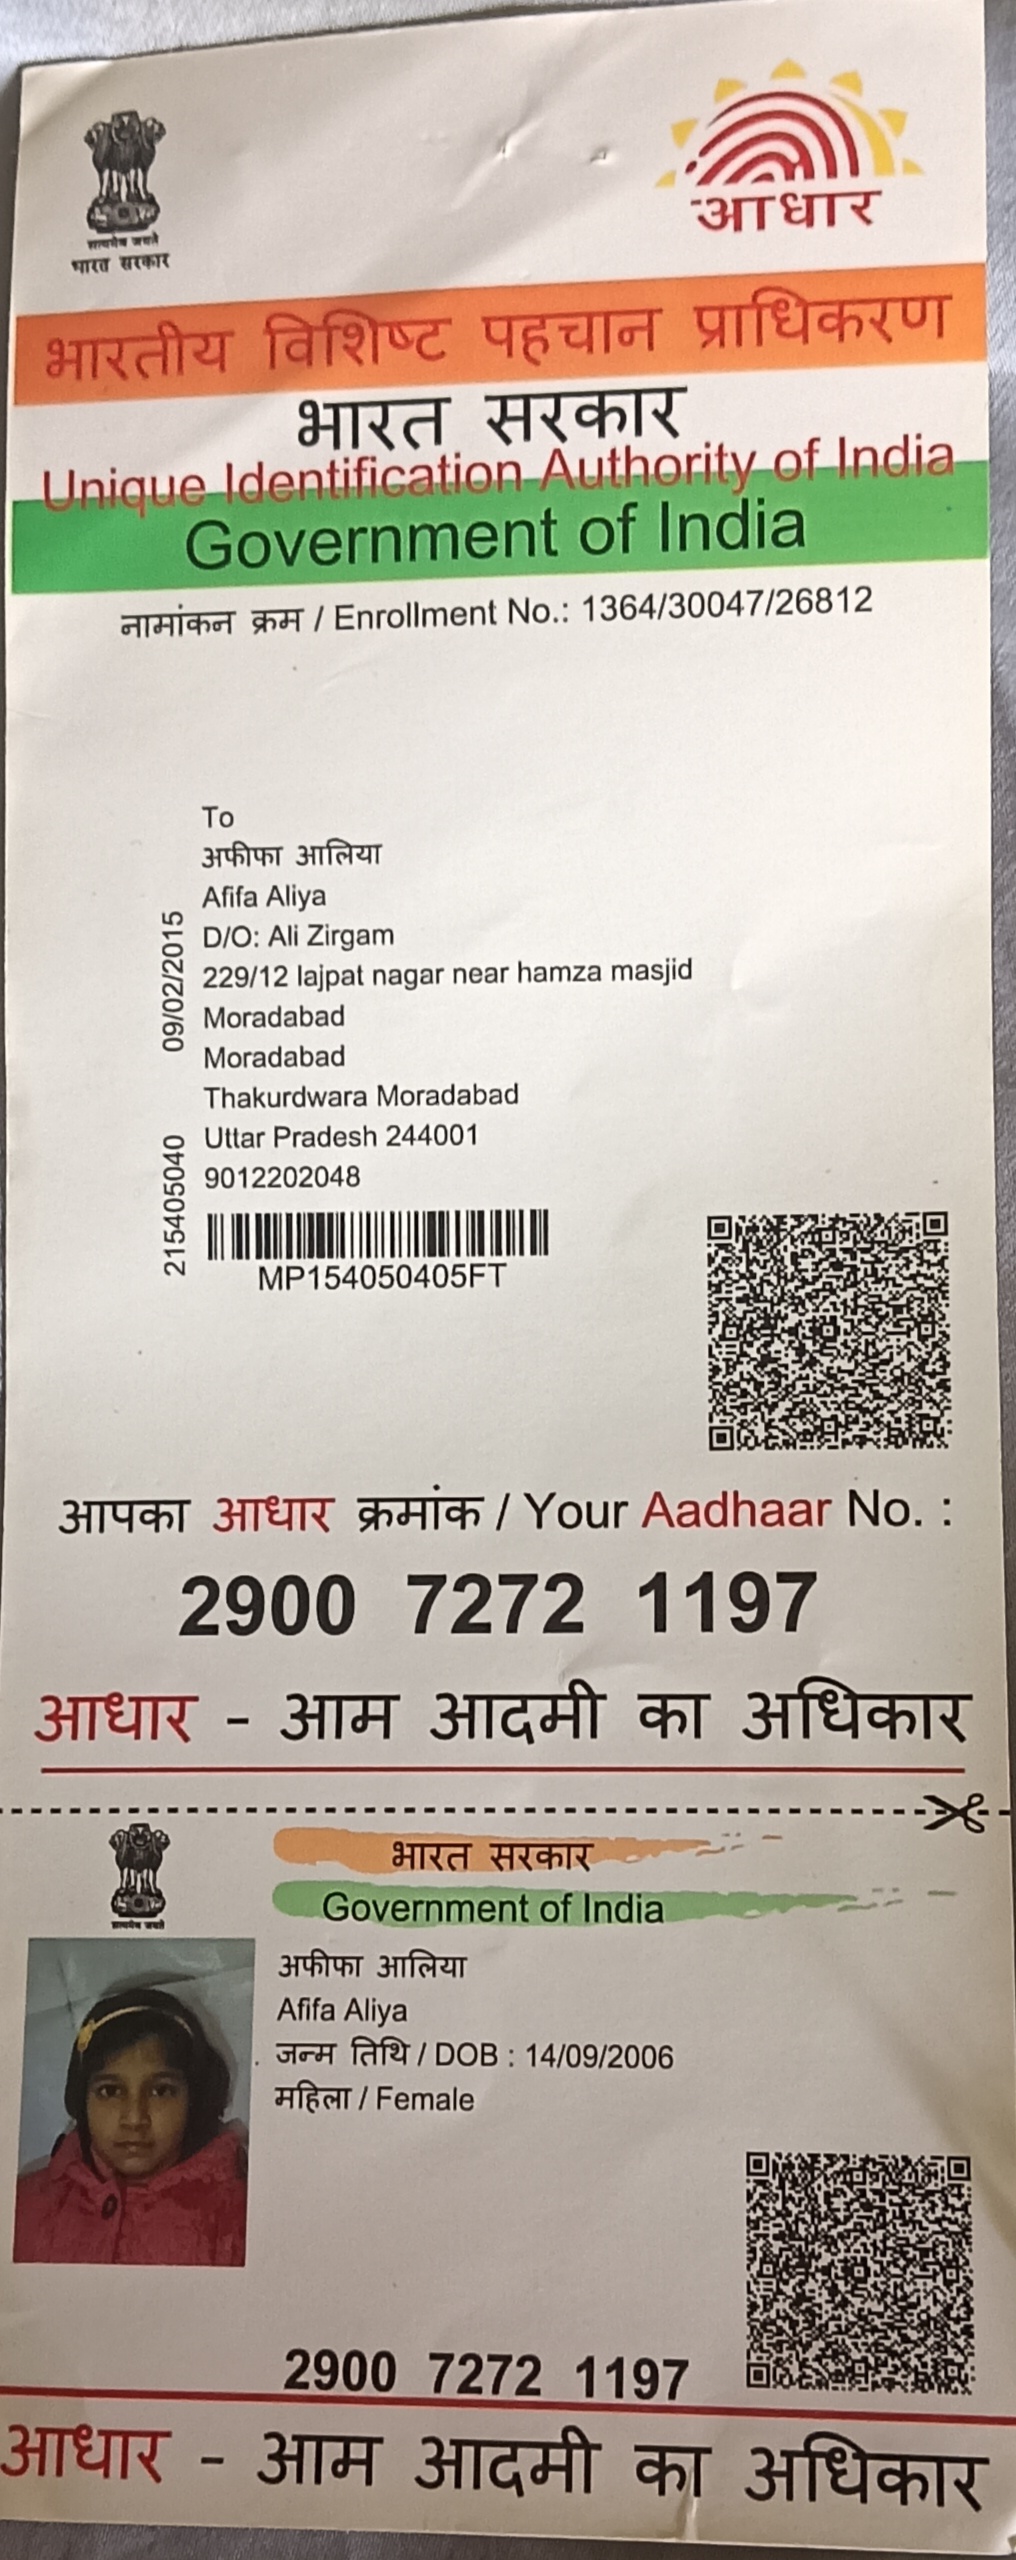 सत्यमेव जयते
भारत सरकार
आधार
भारतीय विशिष्ट पहचान प्राधिकरण
भारत सरकार
Unique Identification Authority of India
Government of India
नामांकन क्रम / Enrollment No.: 1364/30047/26812
To
अफीफा आलिया
Afifa Aliya
D/O: Ali Zirgam
229/12 lajpat nagar near hamza masjid
Moradabad
Moradabad
Thakurdwara Moradabad
Uttar Pradesh 244001
9012202048
215405040 09/02/2015
MP154050405FT
आपका आधार क्रमांक / Your Aadhaar No. :
2900 7272 1197
आधार - आम आदमी का अधिकार
सत्यमेव जयते
भारत सरकार
Government of India
अफीफा आलिया
Afifa Aliya
जन्म तिथि / DOB : 14/09/2006
महिला / Female
2900 7272 1197
आधार - आम आदमी का अधिकार